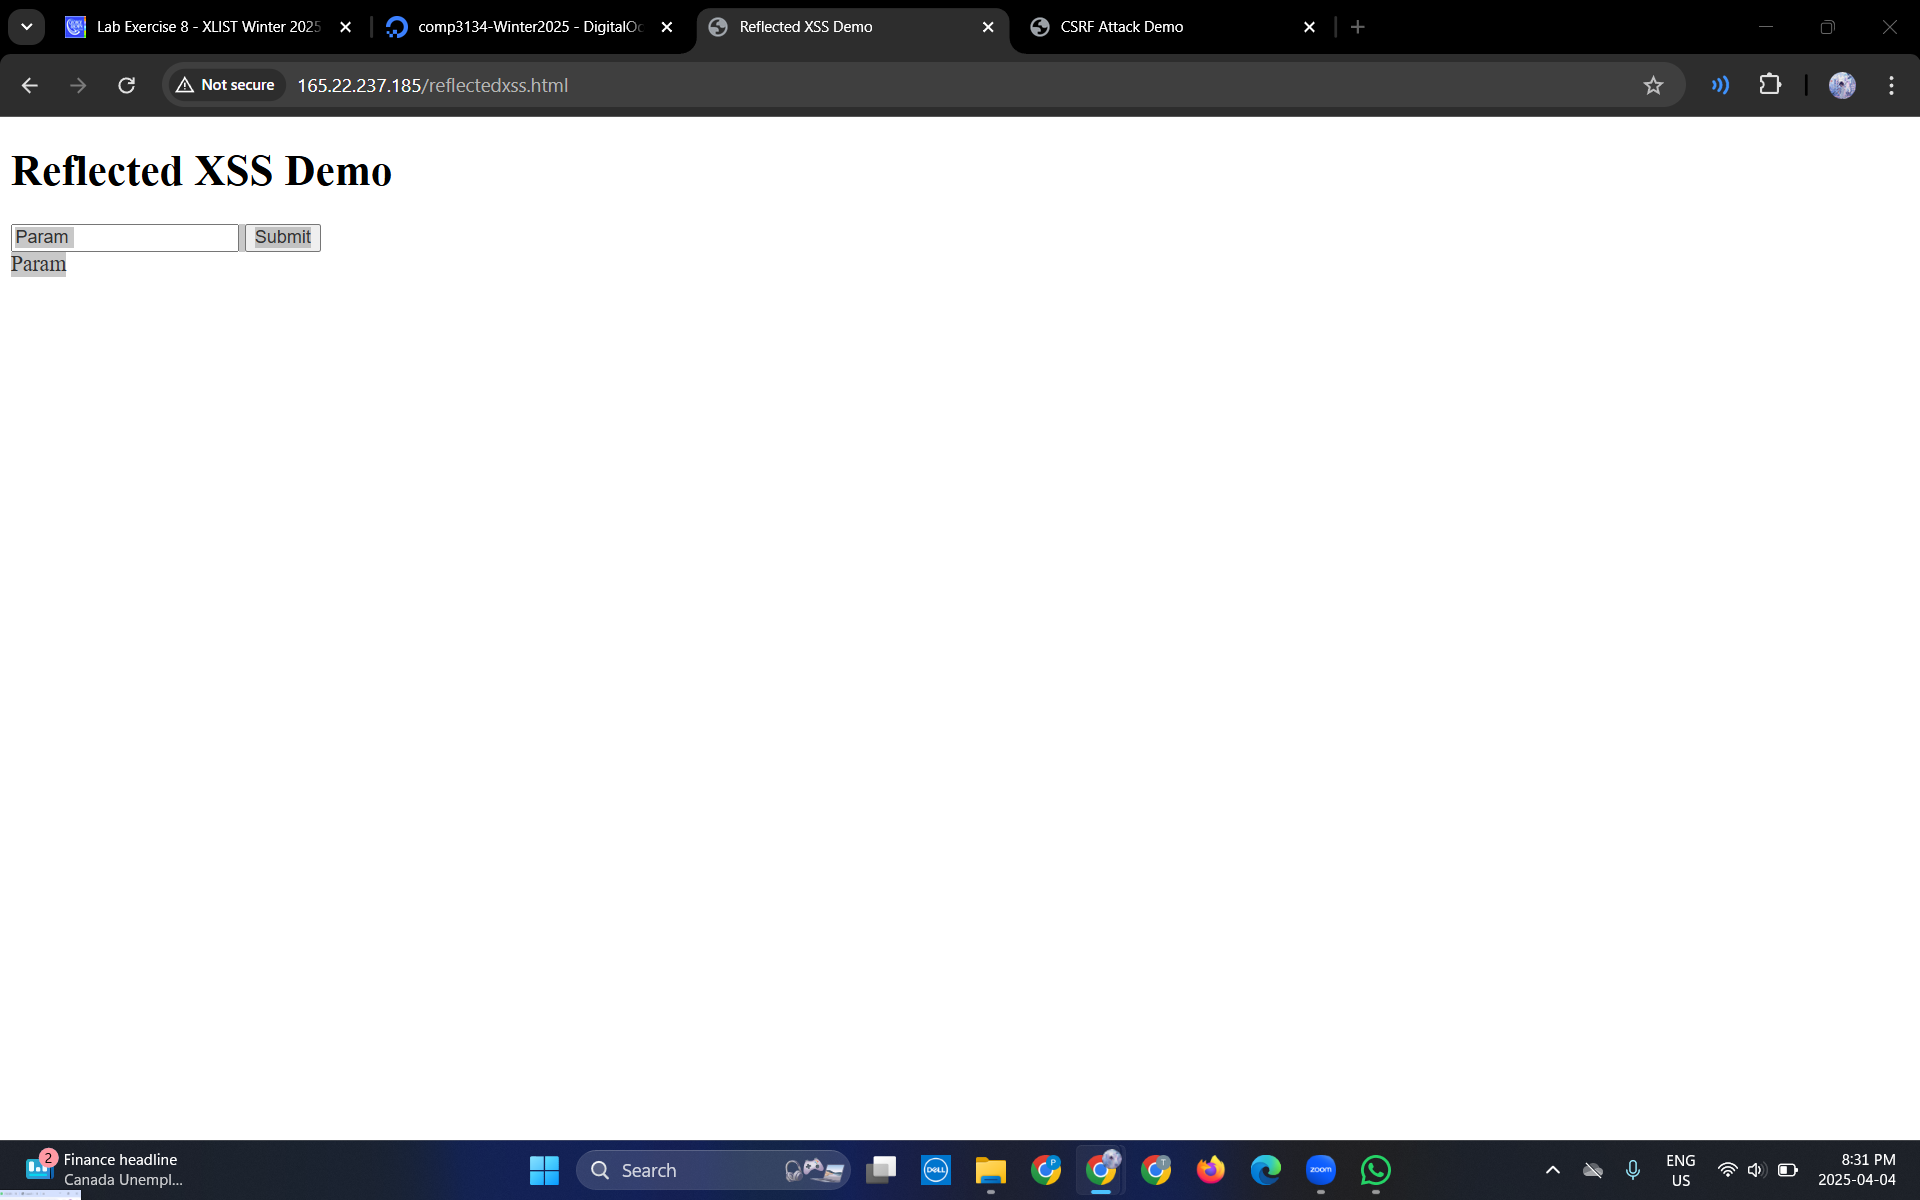 Lab Exercise 8 - XLIST Winter 2025
comp3134-Winter2025 - DigitalOc
Reflected XSS Demo
CSRF Attack Demo
Not secure
165.22.237.185/reflectedxss.html
Reflected XSS Demo
Param
Submit
Param
2
Finance headline
Canada Unempl...
Search
DELL
P
T
zoom
ENG
US
8:31 PM
2025-04-04